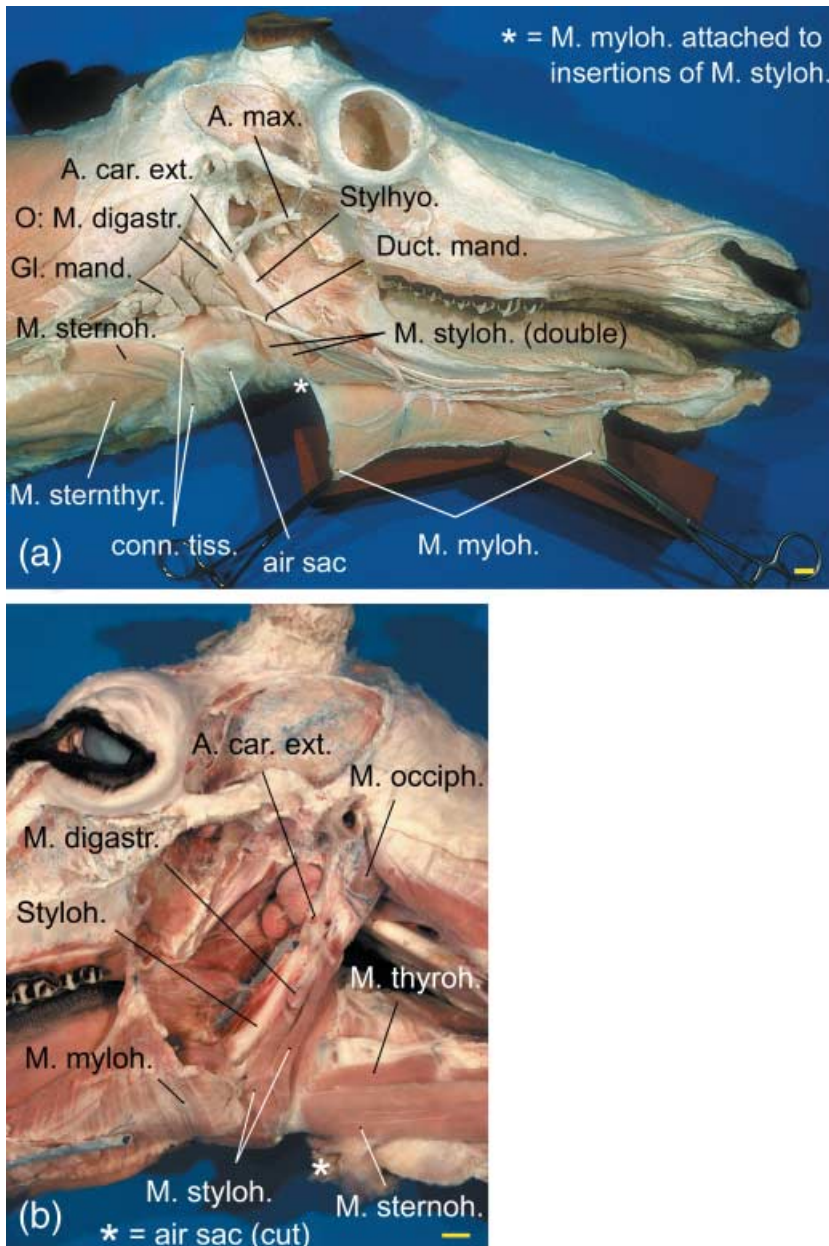 * = M. myloh. attached to
insertions of M. styloh.
A. max.
A. car. ext.
Stylhyo.
O: M. digastr.
Duct. mand.
Gl. mand.
M. sternoh.
M. styloh. (double)
*
M. sternthyr.
conn. tiss.
air sac
M. myloh.
(a)
A. car. ext.
M. occiph.
M. digastr.
Styloh.
M. thyroh.
M. myloh.
*
M. styloh.
M. sternoh.
(b)
* = air sac (cut)